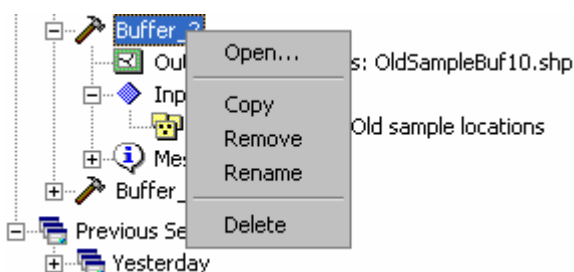 Buffer_2
Open...
Out s: OldSampleBuf10.shp
Inp
Copy
Old sample locations
Remove
Mes
Rename
Buffer_
Delete
Previous Se
Yesterday